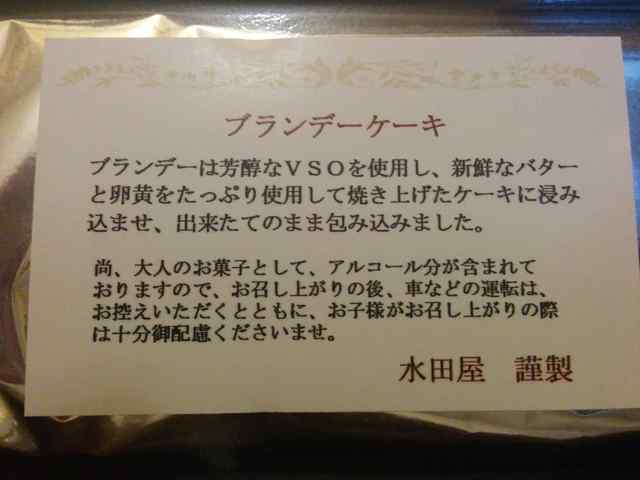 ブランデーケーキ
ブランデーは芳醇なＶＳＯを使用し、新鮮なバター
と卵黄をたっぷり使用して焼き上げたケーキに浸み
込ませ、出来たてのまま包み込みました。
尚、大人のお菓子として、アルコール分が含まれて
おりますので、お召し上がりの後、車などの運転は、
お控えいただくとともに、お子様がお召し上がりの際
は十分御配慮くださいませ。
水田屋　謹製